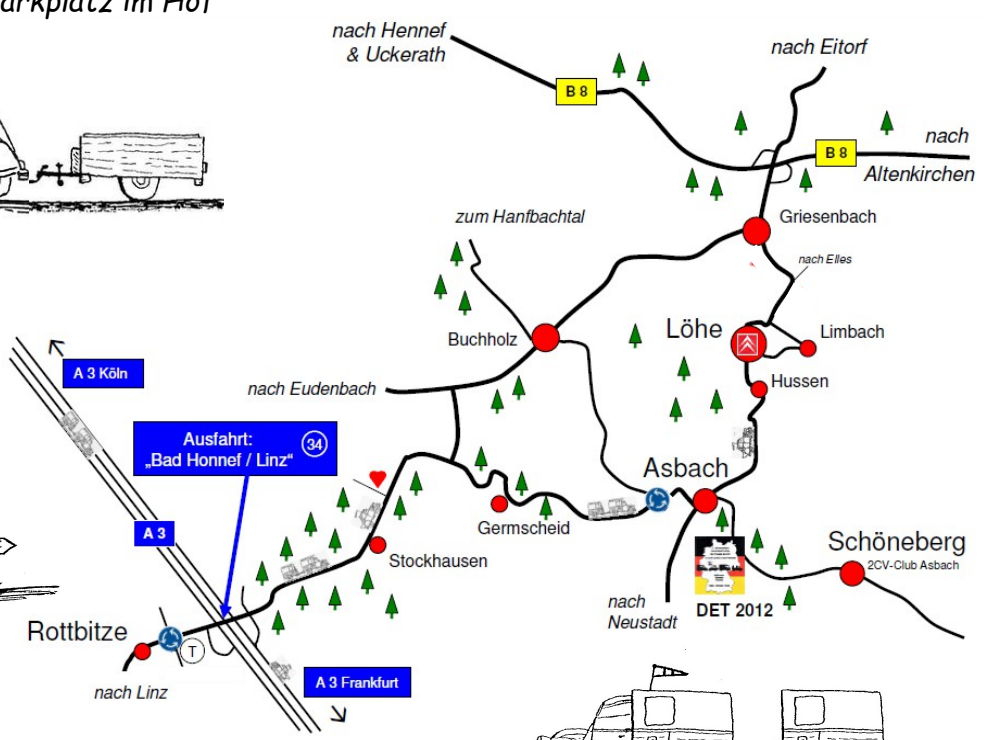 arkplatz im Hof
nach Hennef
& Uckerath
nach Eitorf
B 8
B 8
nach
Altenkirchen
zum Hanfbachtal
Griesenbach
nach Elles
Löhe
Limbach
Buchholz
Hussen
A 3 Köln
nach Eudenbach
Ausfahrt:
„Bad Honnef / Linz“
34
Asbach
A 3
Germscheid
Stockhausen
Schöneberg
2CV-Club Asbach
nach
Neustadt
DET 2012
Rottbitze
T
nach Linz
A 3 Frankfurt